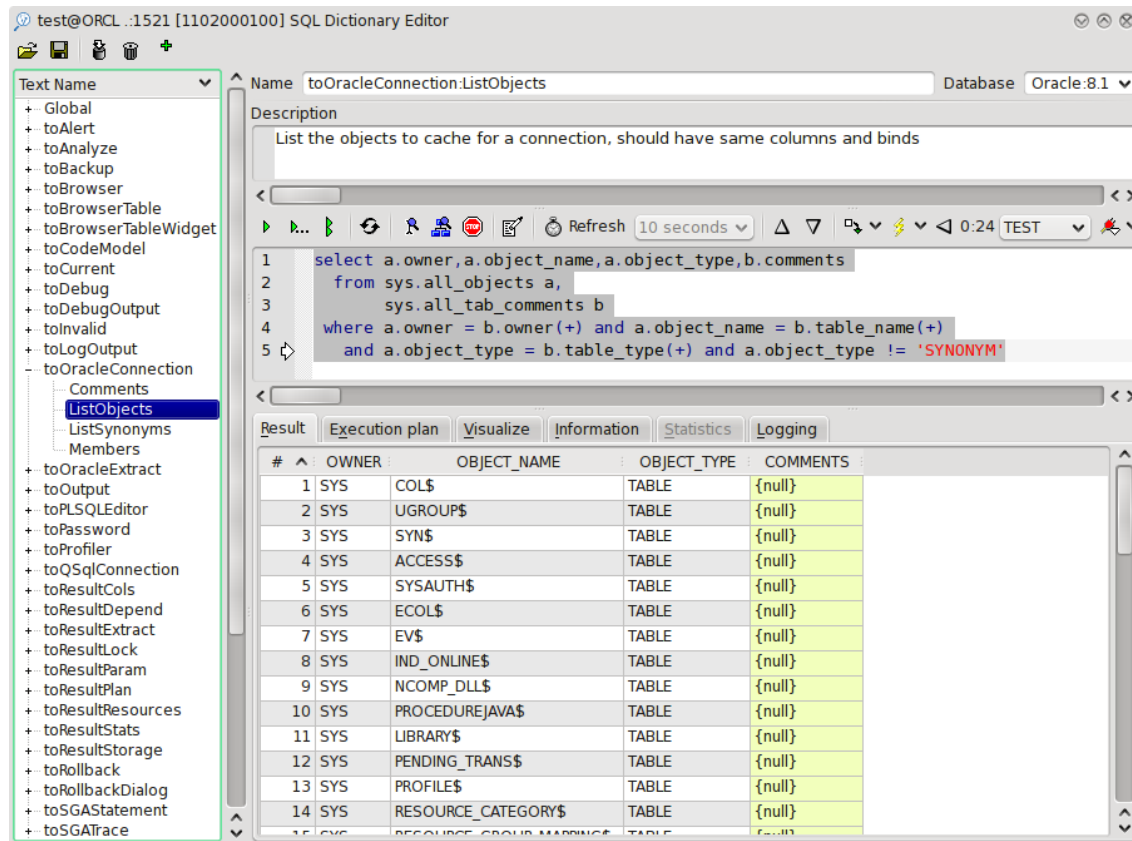 test@ORCL .:1521 [1102000100] SQL Dictionary Editor
Text Name
Global
toAlert
toAnalyze
toBackup
toBrowser
toBrowserTable
toBrowserTableWidget
toCodeModel
toCurrent
toDebug
toDebugOutput
toInvalid
toLogOutput
toOracleConnection
Comments
ListObjects
ListSynonyms
Members
toOracleExtract
toOutput
toPLSQLEditor
toPassword
toProfiler
toQSqlConnection
toResultCols
toResultDepend
toResultExtract
toResultLock
toResultParam
toResultPlan
toResultResources
toResultStats
toResultStorage
toRollback
toRollbackDialog
toSGAStatement
toSGATrace
Name toOracleConnection:ListObjects Database Oracle:8.1
Description
List the objects to cache for a connection, should have same columns and binds
STOP Refresh 10 seconds 0:24 TEST
1 select a.owner,a.object_name,a.object_type,b.comments
2 from sys.all_objects a,
3 sys.all_tab_comments b
4 where a.owner = b.owner(+) and a.object_name = b.table_name(+)
5 and a.object_type = b.table_type(+) and a.object_type != 'SYNONYM'
Result Execution plan Visualize Information Statistics Logging
# OWNER OBJECT_NAME OBJECT_TYPE COMMENTS
1 SYS COL$ TABLE {null}
2 SYS UGROUP$ TABLE {null}
3 SYS SYN$ TABLE {null}
4 SYS ACCESS$ TABLE {null}
5 SYS SYSAUTH$ TABLE {null}
6 SYS ECOL$ TABLE {null}
7 SYS EV$ TABLE {null}
8 SYS IND_ONLINE$ TABLE {null}
9 SYS NCOMP_DLL$ TABLE {null}
10 SYS PROCEDUREJAVA$ TABLE {null}
11 SYS LIBRARY$ TABLE {null}
12 SYS PENDING_TRANS$ TABLE {null}
13 SYS PROFILE$ TABLE {null}
14 SYS RESOURCE_CATEGORY$ TABLE {null}
15 SYS RESOURCE_GROUP_MAPPING$ TABLE {null}